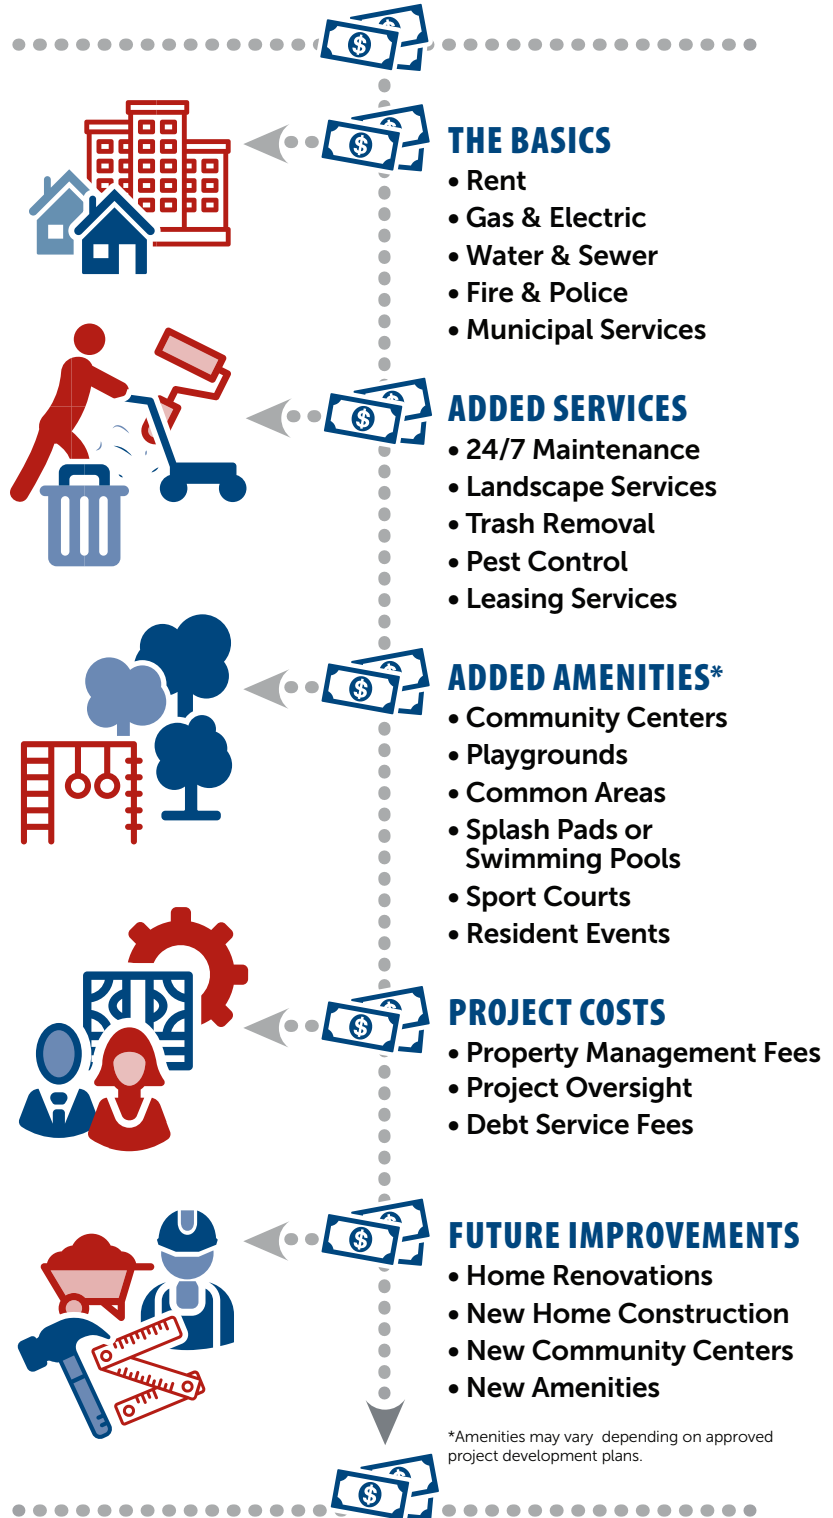 $
$
THE BASICS
• Rent
• Gas & Electric
• Water & Sewer
• Fire & Police
• Municipal Services
$
ADDED SERVICES
• 24/7 Maintenance
• Landscape Services
• Trash Removal
• Pest Control
• Leasing Services
$
ADDED AMENITIES*
• Community Centers
• Playgrounds
• Common Areas
• Splash Pads or
Swimming Pools
• Sport Courts
• Resident Events
$
PROJECT COSTS
• Property Management Fees
• Project Oversight
• Debt Service Fees
$
FUTURE IMPROVEMENTS
• Home Renovations
• New Home Construction
• New Community Centers
• New Amenities
*Amenities may vary depending on approved
project development plans.
$